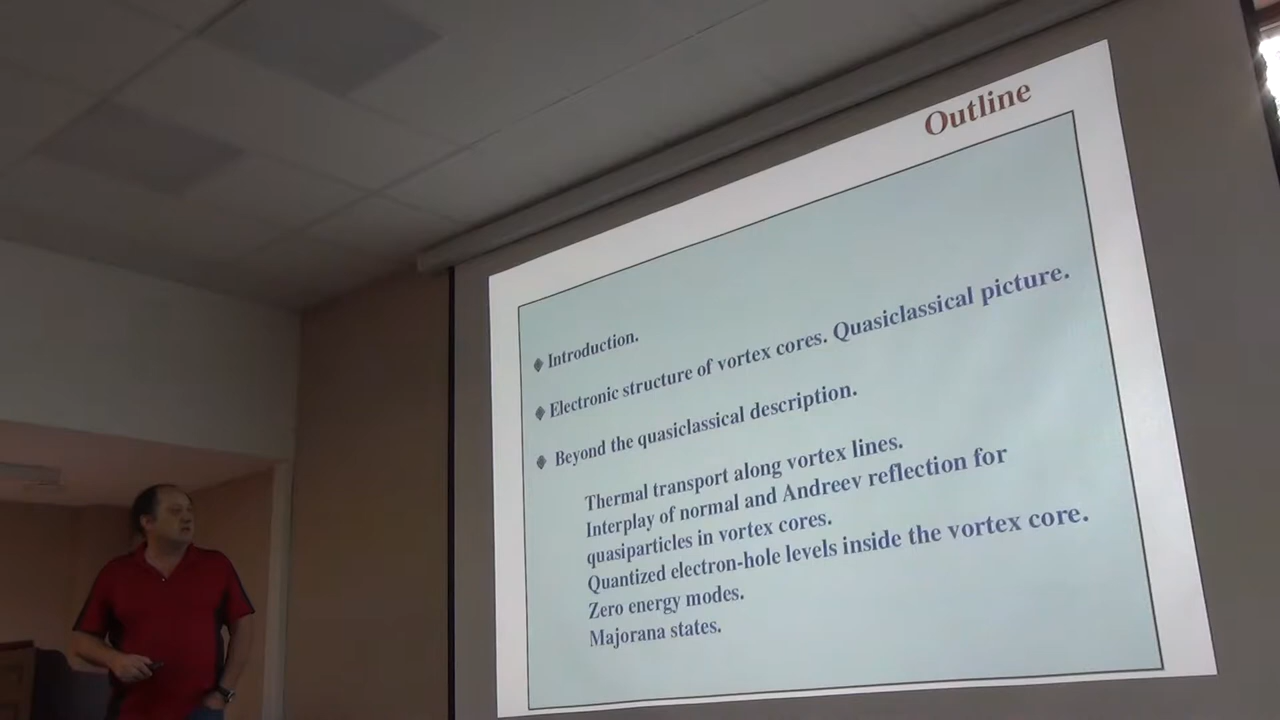 Outline
Introduction.
Electronic structure of vortex cores. Quasiclassical picture.
Beyond the quasiclassical description.
Thermal transport along vortex lines.
Interplay of normal and Andreev reflection for
quasiparticles in vortex cores.
Quantized electron-hole levels inside the vortex core.
Zero energy modes.
Majorana states.